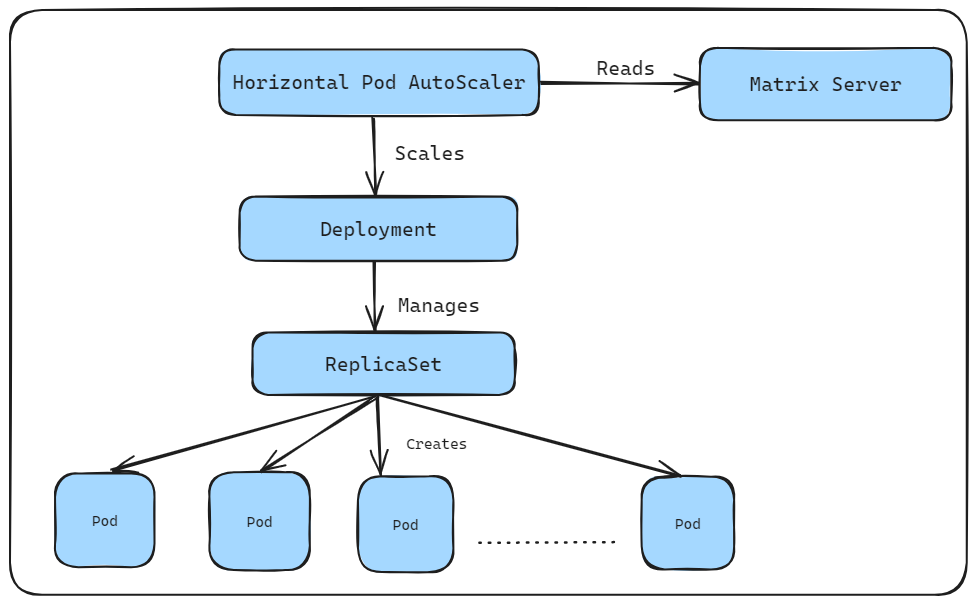 Horizontal Pod AutoScaler
Reads
Matrix Server
Scales
Deployment
Manages
ReplicaSet
Creates
Pod
Pod
Pod
Pod